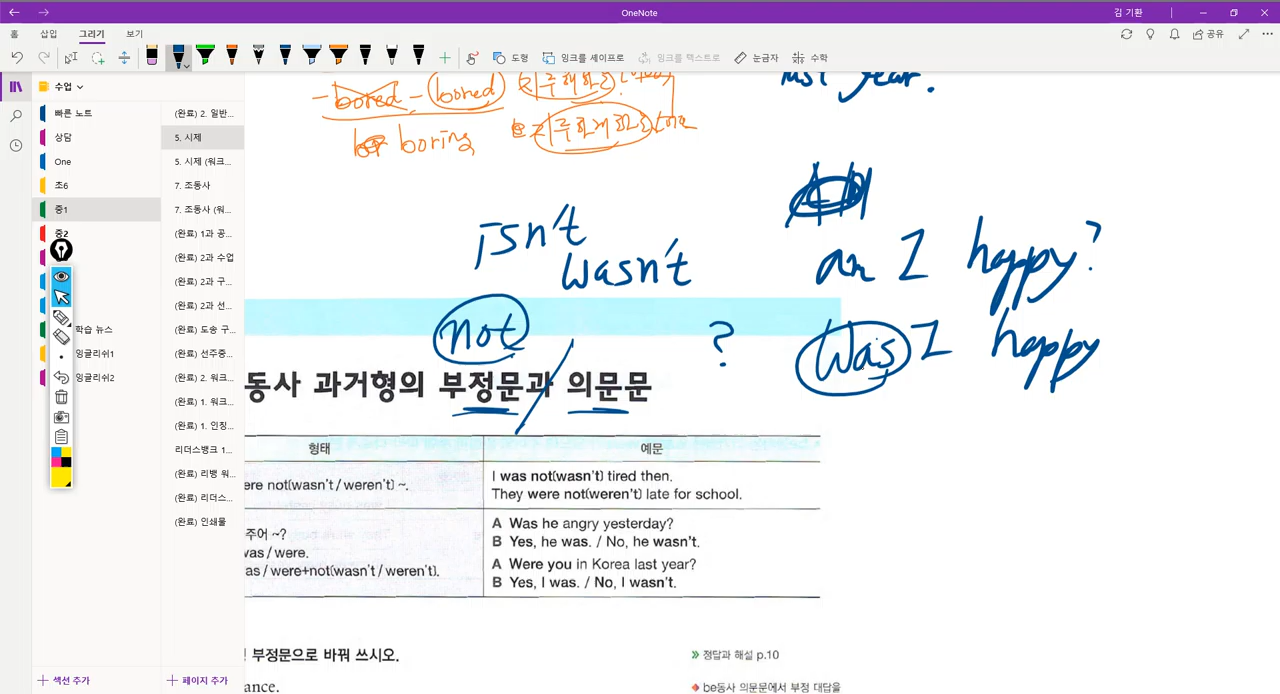 OneNote
김 기환
홈 삽입 그리기 보기
공유
도형 잉크를 셰이프로 잉크를 텍스트로 눈금자 수학
수업
빠른 노트
상담
One
초6
중1
중2
학습 뉴스
잉글리쉬1
잉글리쉬2
섹션 추가
(완료) 2. 일반...
5. 시제
5. 시제 (워크...
7. 조동사
7. 조동사 (워...
(완료) 1과 공...
(완료) 2과 수업
(완료) 2과 구...
(완료) 2과 선...
(완료) 도송 구...
(완료) 선주중...
(완료) 2. 워크...
(완료) 1. 워크...
(완료) 1. 인칭...
리더스뱅크 1...
(완료) 리뱅 워...
(완료) 리더스...
(완료) 인쇄물
페이지 추가
- bored - bored
boring
last year.
isn't
wasn't
am I happy?
not ? Was I happy
동사 과거형의 부정문과 의문문
형태 예문
ere not(wasn't / weren't) ~.
I was not(wasn't) tired then.
They were not(weren't) late for school.
주어 ~?
was / were.
as / were+not(wasn't / weren't).
A Was he angry yesterday?
B Yes, he was. / No, he wasn't.
A Were you in Korea last year?
B Yes, I was. / No, I wasn't.
부정문으로 바꿔 쓰시오.
정답과 해설 p.10
ance.
be동사 의문문에서 부정 대답을